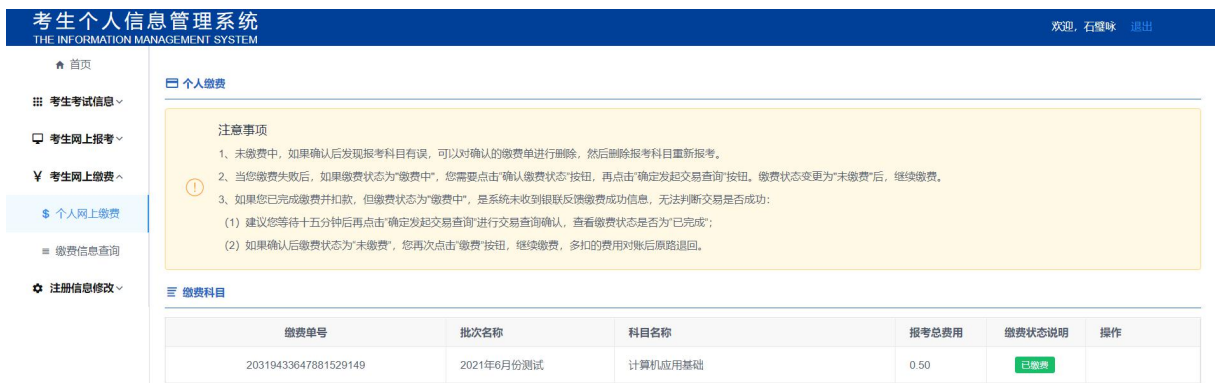 考生个人信息管理系统
THE INFORMATION MANAGEMENT SYSTEM
欢迎，石璧咏 退出
首页
考生考试信息
考生网上报考
¥ 考生网上缴费
$ 个人网上缴费
缴费信息查询
注册信息修改
个人缴费
注意事项
1、未缴费中，如果确认后发现报考科目有误，可以对确认的缴费单进行删除，然后删除报考科目重新报考。
2、当您缴费失败后，如果缴费状态为"缴费中"，您需要点击"确认缴费状态"按钮，再点击"确定发起交易查询"按钮。缴费状态变更为"未缴费"后，继续缴费。
3、如果您已完成缴费并扣款，但缴费状态为"缴费中"，是系统未收到银联反馈缴费成功信息，无法判断交易是否成功：
(1) 建议您等待十五分钟后再点击"确定发起交易查询"进行交易查询确认，查看缴费状态是否为"已完成"；
(2) 如果确认后缴费状态为"未缴费"，您再次点击"缴费"按钮，继续缴费，多扣的费用对账后原路退回。
缴费科目
缴费单号 批次名称 科目名称 报考总费用 缴费状态说明 操作
20319433647881529149 2021年6月份测试 计算机应用基础 0.50 已缴费